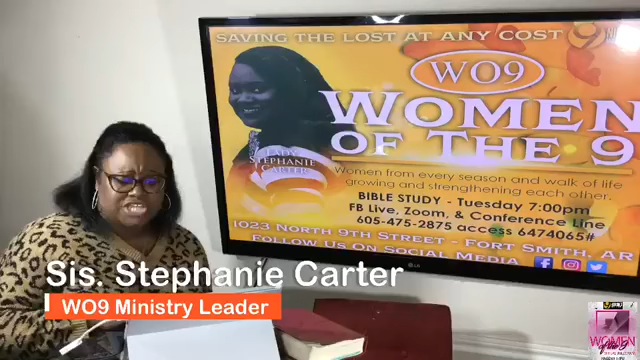 SAVING THE LOST AT ANY COST 9
WO9
WOMEN
OF THE 9
LADY
STEPHANIE
CARTER
Women from every season and walk of life
growing and strengthening each other.
BIBLE STUDY - Tuesday 7:00pm
FB Live, Zoom, & Conference Line
605-475-2875 access 6474065#
1023 NORTH 9TH STREET - FORT SMITH, AR
FOLLOW US ON SOCIAL MEDIA
LG
Sis. Stephanie Carter
WO9 Ministry Leader
WOMEN